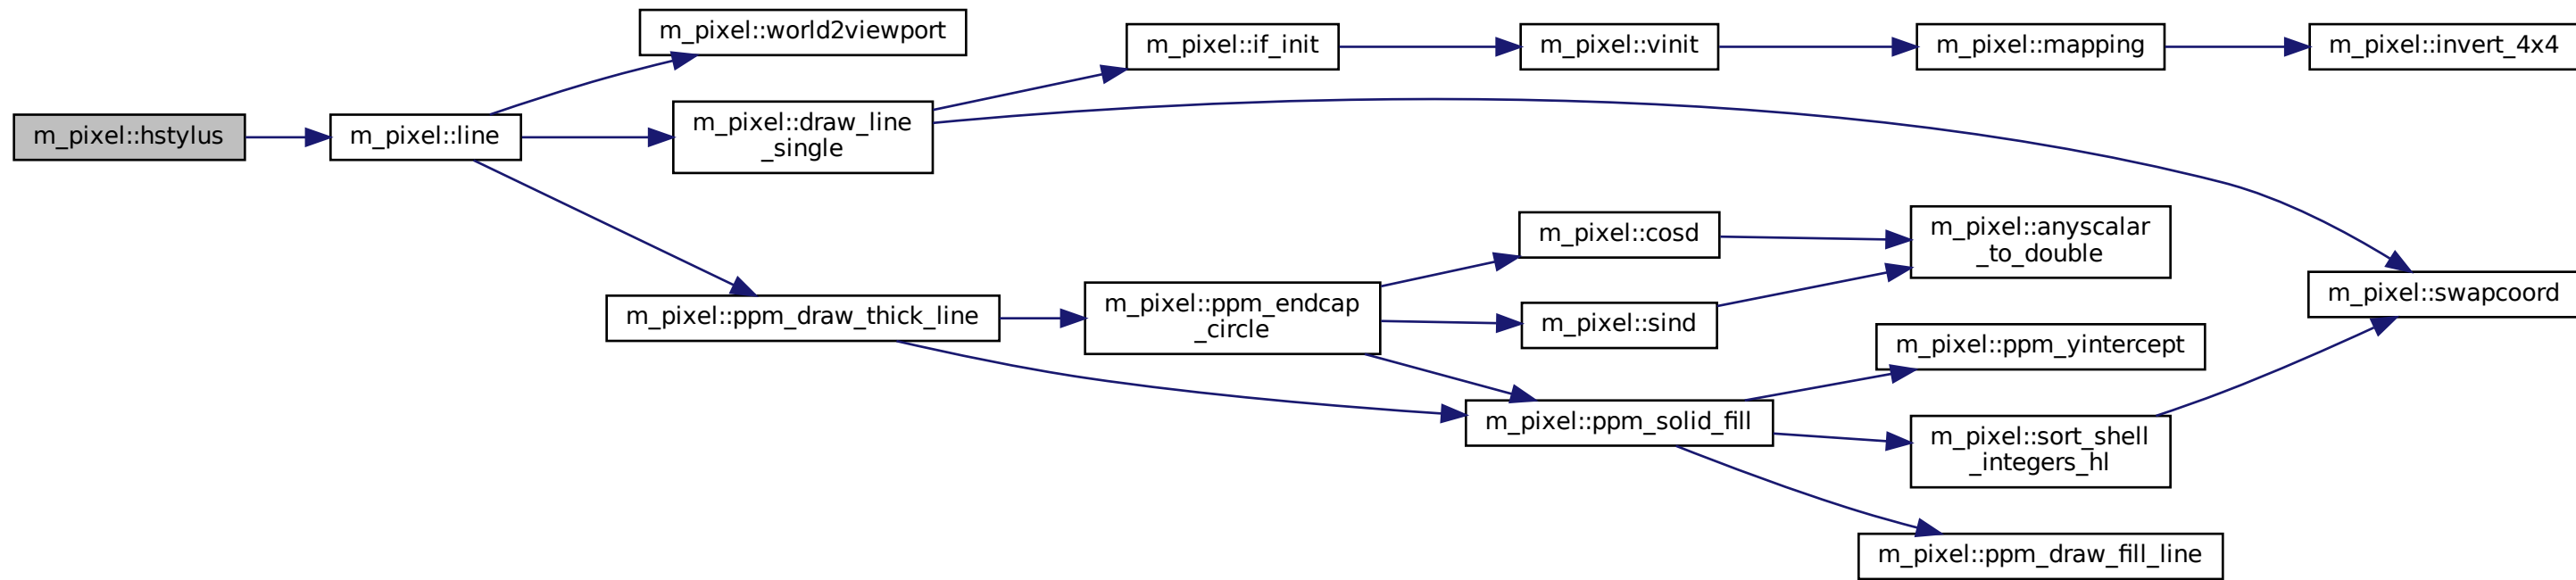 m_pixel::hstylus
m_pixel::line
m_pixel::world2viewport
m_pixel::draw_line
_single
m_pixel::ppm_draw_thick_line
m_pixel::if_init
m_pixel::vinit
m_pixel::mapping
m_pixel::invert_4x4
m_pixel::ppm_endcap
_circle
m_pixel::cosd
m_pixel::sind
m_pixel::anyscalar
_to_double
m_pixel::swapcoord
m_pixel::ppm_solid_fill
m_pixel::ppm_yintercept
m_pixel::sort_shell
_integers_hl
m_pixel::ppm_draw_fill_line